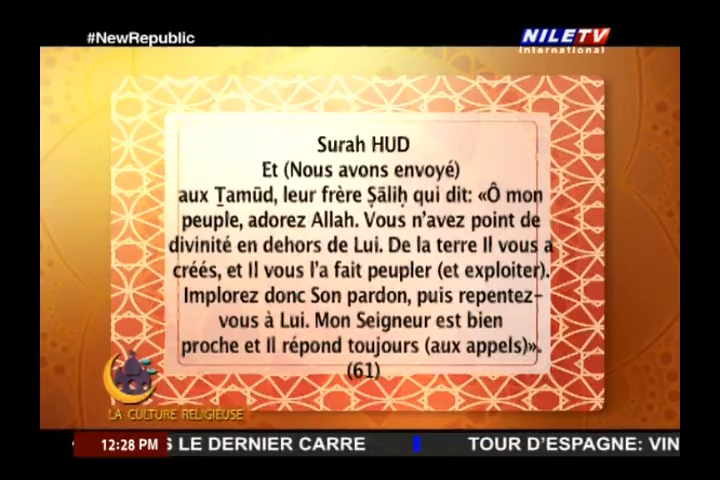 #NewRepublic
NILETV
International
Surah HUD
Et (Nous avons envoyé)
aux Ṯamūd, leur frère Ṣāliḥ qui dit: «Ô mon
peuple, adorez Allah. Vous n’avez point de
divinité en dehors de Lui. De la terre Il vous a
créés, et Il vous l’a fait peupler (et exploiter).
Implorez donc Son pardon, puis repentez-
vous à Lui. Mon Seigneur est bien
proche et Il répond toujours (aux appels)».
(61)
LA CULTURE RELIGIEUSE
12:28 PM S LE DERNIER CARRE TOUR D’ESPAGNE: VIN